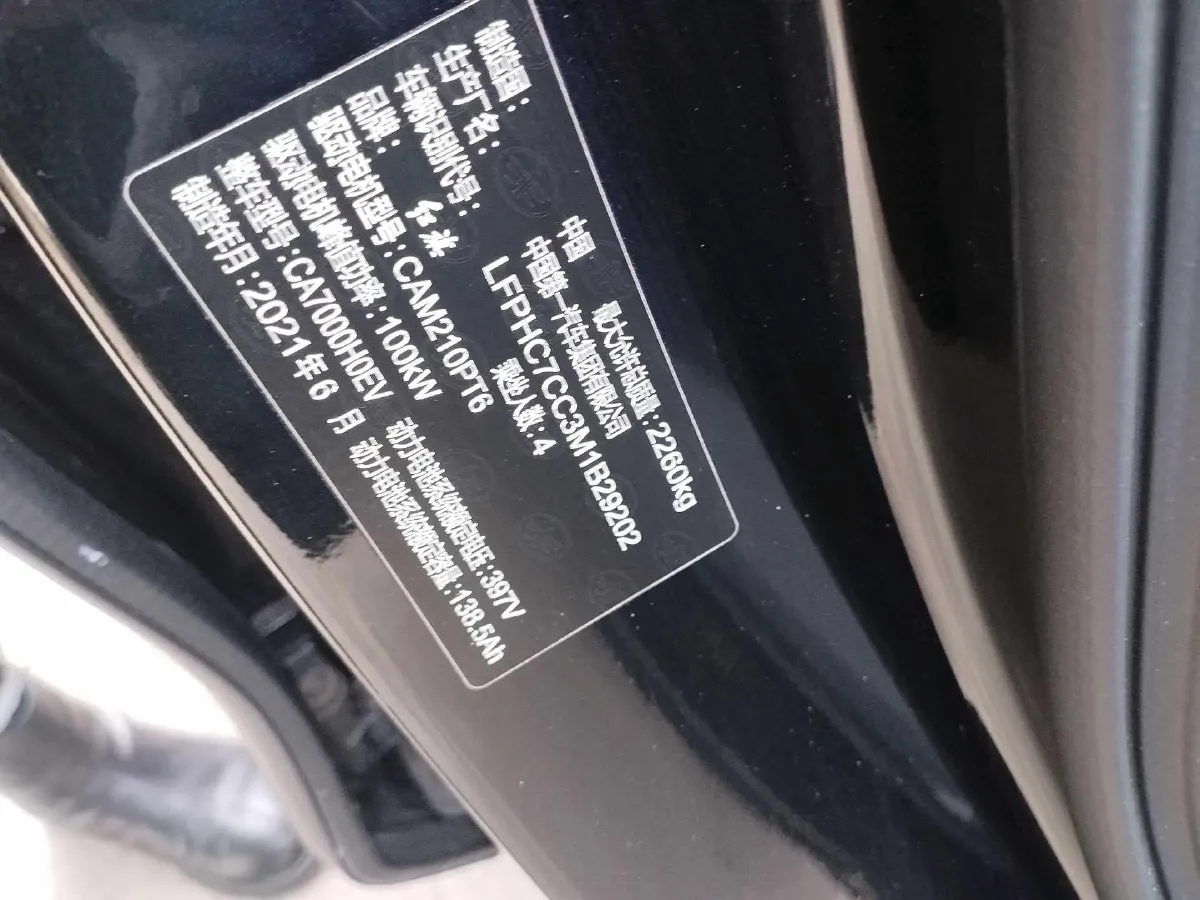 制造国: 中国 最大允许总质量:2260kg
生产厂名: 中国第一汽车集团有限公司
车辆识别代号: LFPHC7CC3M1B29202
品牌: 红旗 乘坐人数:4
驱动电机型号:CAM210PT6
驱动电机峰值功率:100kW 动力电池系统额定电压:397V
整车型号:CA7000H0EV 动力电池系统额定容量:138.5Ah
制造年月:2021年6月